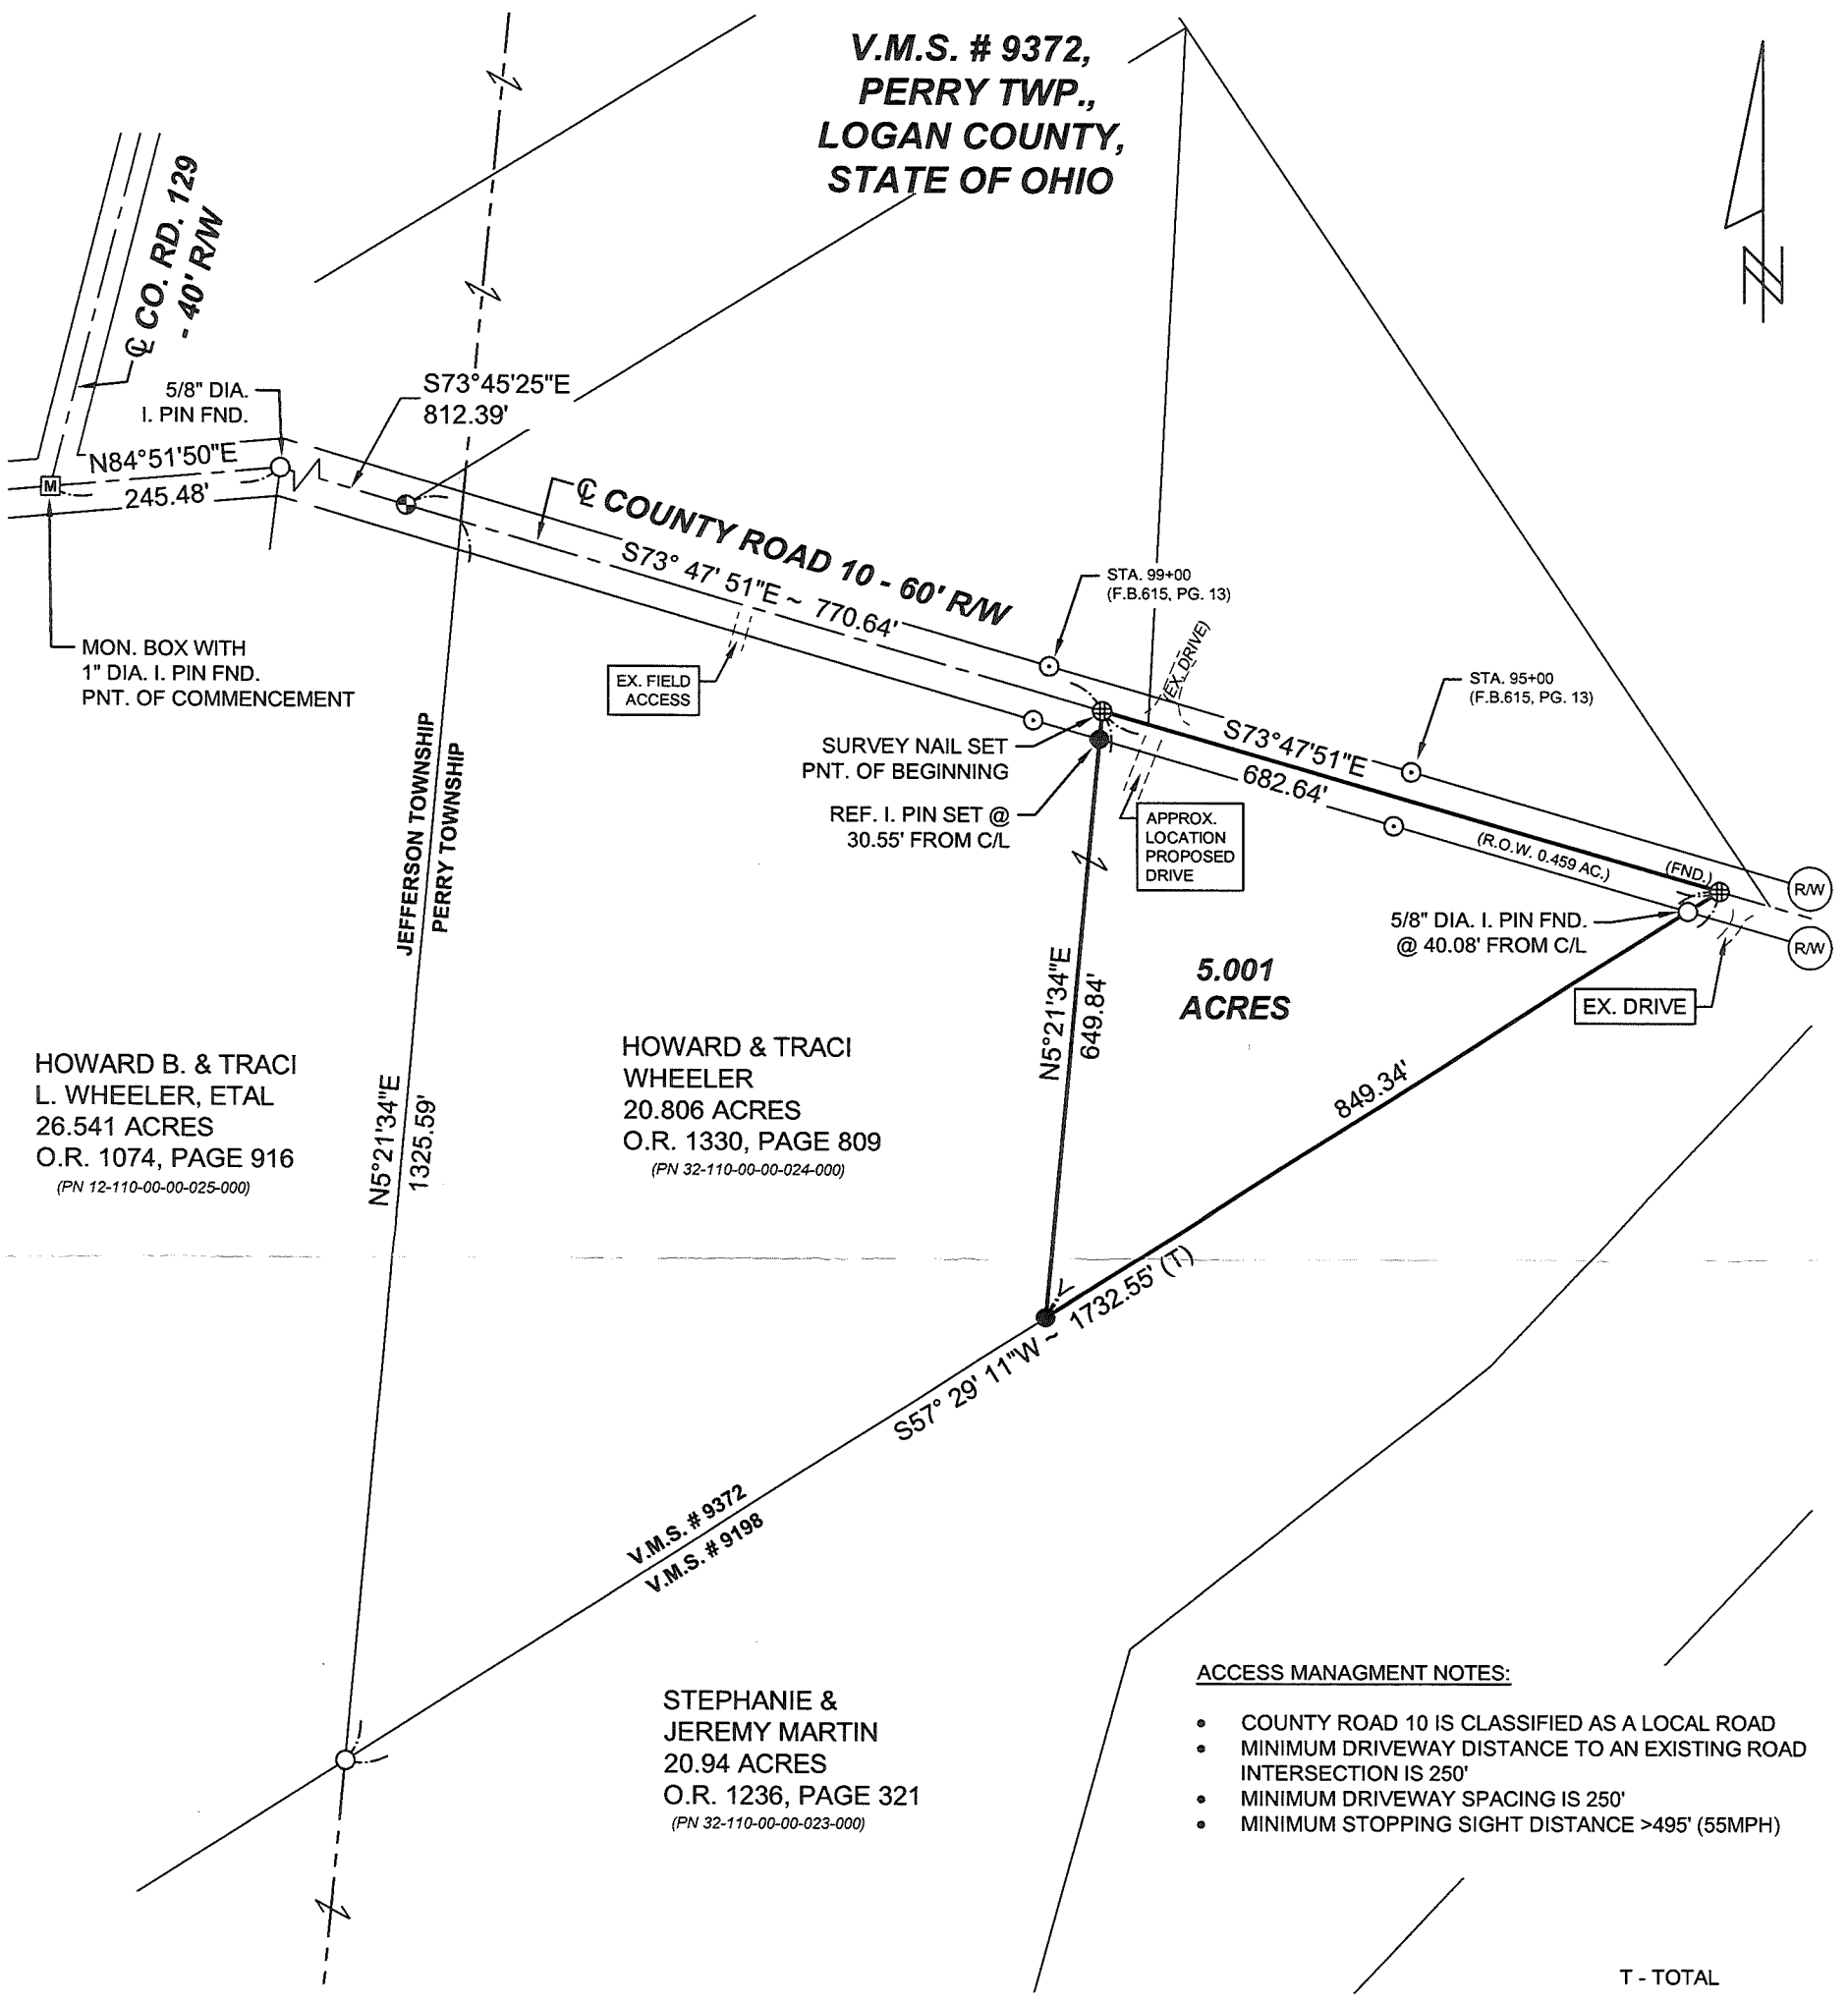 V.M.S. # 9372,
PERRY TWP.,
LOGAN COUNTY,
STATE OF OHIO
N
℄ CO. RD. 129
- 40' R/W
5/8" DIA.
I. PIN FND.
S73°45'25"E
812.39'
N84°51'50"E
245.48'
M
MON. BOX WITH
1" DIA. I. PIN FND.
PNT. OF COMMENCEMENT
℄ COUNTY ROAD 10 - 60' R/W
S73° 47' 51"E ~ 770.64'
EX. FIELD
ACCESS
STA. 99+00
(F.B.615, PG. 13)
(EX. DRIVE)
STA. 95+00
(F.B.615, PG. 13)
SURVEY NAIL SET
PNT. OF BEGINNING
REF. I. PIN SET @
30.55' FROM C/L
S73°47'51"E
682.64'
APPROX.
LOCATION
PROPOSED
DRIVE
(R.O.W. 0.459 AC.)
(FND.)
R/W
R/W
5/8" DIA. I. PIN FND.
@ 40.08' FROM C/L
EX. DRIVE
JEFFERSON TOWNSHIP
PERRY TOWNSHIP
N5°21'34"E
649.84'
5.001
ACRES
HOWARD B. & TRACI
L. WHEELER, ETAL
26.541 ACRES
O.R. 1074, PAGE 916
(PN 12-110-00-00-025-000)
N5°21'34"E
1325.59'
HOWARD & TRACI
WHEELER
20.806 ACRES
O.R. 1330, PAGE 809
(PN 32-110-00-00-024-000)
849.34'
S57° 29' 11"W ~ 1732.55' (T)
V.M.S. # 9372
V.M.S. # 9198
STEPHANIE &
JEREMY MARTIN
20.94 ACRES
O.R. 1236, PAGE 321
(PN 32-110-00-00-023-000)
ACCESS MANAGMENT NOTES:
• COUNTY ROAD 10 IS CLASSIFIED AS A LOCAL ROAD
• MINIMUM DRIVEWAY DISTANCE TO AN EXISTING ROAD
INTERSECTION IS 250'
• MINIMUM DRIVEWAY SPACING IS 250'
• MINIMUM STOPPING SIGHT DISTANCE >495' (55MPH)
T - TOTAL